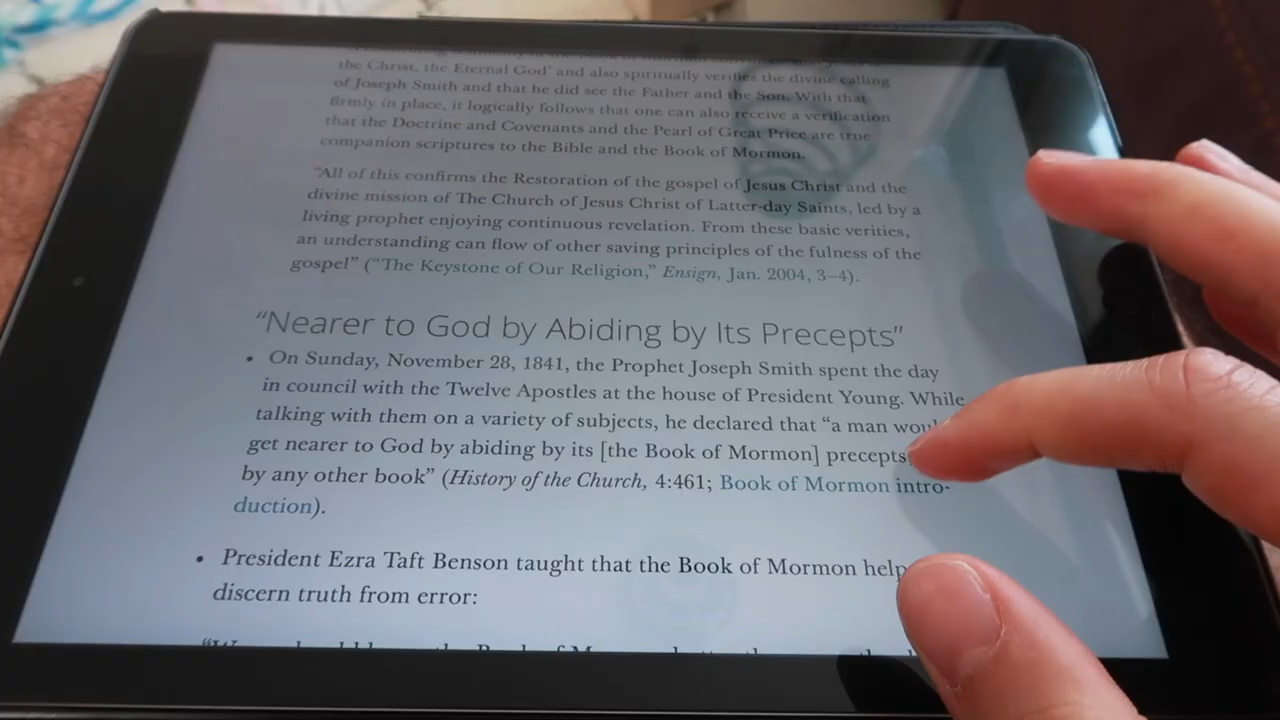 the Christ, the Eternal God' and also spiritually verifies the divine calling
of Joseph Smith and that he did see the Father and the Son. With that
firmly in place, it logically follows that one can also receive a verification
that the Doctrine and Covenants and the Pearl of Great Price are true
companion scriptures to the Bible and the Book of Mormon.
“All of this confirms the Restoration of the gospel of Jesus Christ and the
divine mission of The Church of Jesus Christ of Latter-day Saints, led by a
living prophet enjoying continuous revelation. From these basic verities,
an understanding can flow of other saving principles of the fulness of the
gospel” (“The Keystone of Our Religion,” Ensign, Jan. 2004, 3–4).
“Nearer to God by Abiding by Its Precepts”
• On Sunday, November 28, 1841, the Prophet Joseph Smith spent the day
in council with the Twelve Apostles at the house of President Young. While
talking with them on a variety of subjects, he declared that “a man
get nearer to God by abiding by its [the Book of Mormon] precepts,
by any other book” (History of the Church, 4:461; Book of Mormon intro-
duction).
• President Ezra Taft Benson taught that the Book of Mormon
discern truth from error: